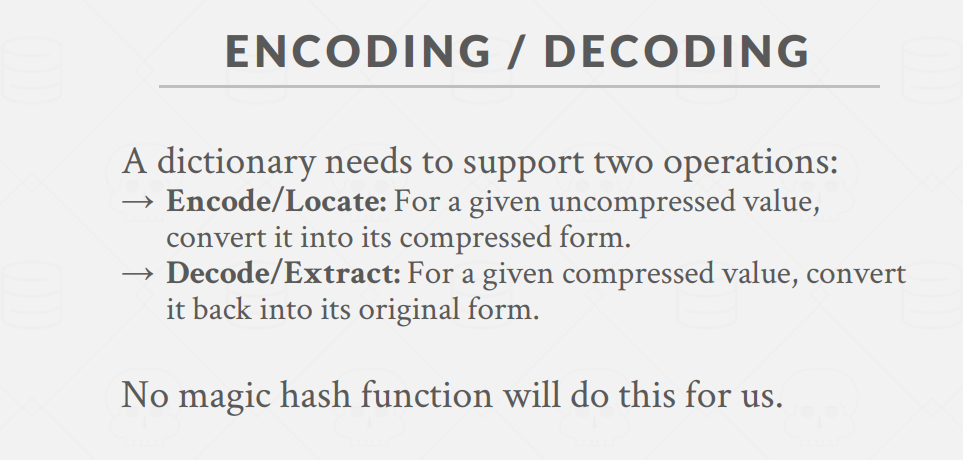 ENCODING / DECODING
A dictionary needs to support two operations:
→ Encode/Locate: For a given uncompressed value,
convert it into its compressed form.
→ Decode/Extract: For a given compressed value, convert
it back into its original form.
No magic hash function will do this for us.